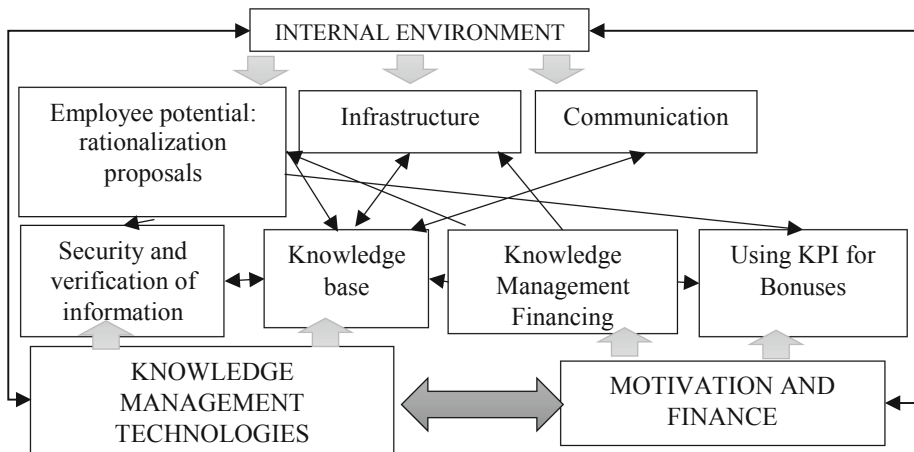 INTERNAL ENVIRONMENT
Employee potential:
rationalization
proposals
Infrastructure
Communication
Security and
verification of
information
Knowledge
base
Knowledge
Management
Financing
Using KPI for
Bonuses
KNOWLEDGE
MANAGEMENT
TECHNOLOGIES
MOTIVATION AND
FINANCE